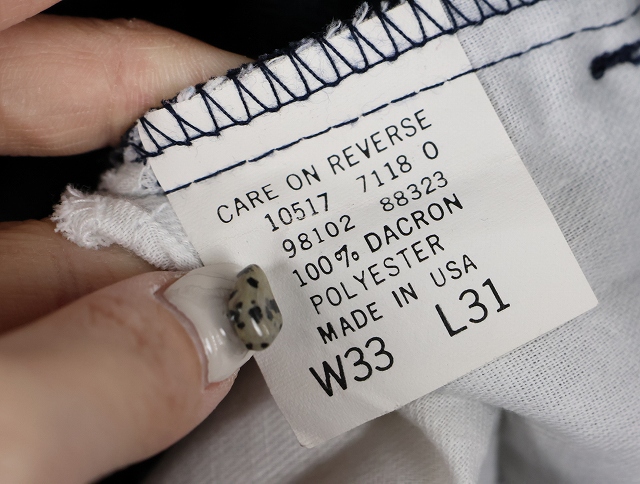 CARE ON REVERSE
10517 7118 0
98102 88323
100% DACRON
POLYESTER
MADE IN USA
W33 L31